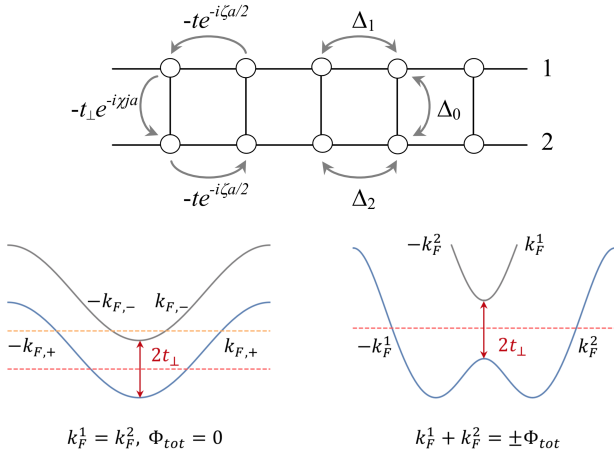 -te^{-iζa/2} Δ_1
1
-t_⊥e^{-iχja} Δ_0
2
-te^{-iζa/2} Δ_2
-k_F^2 k_F^1
-k_{F,-} k_{F,-}
-k_{F,+} k_{F,+}
2t_⊥
-k_F^1 k_F^2
2t_⊥
k_F^1 = k_F^2, Φ_{tot} = 0
k_F^1 + k_F^2 = ±Φ_{tot}